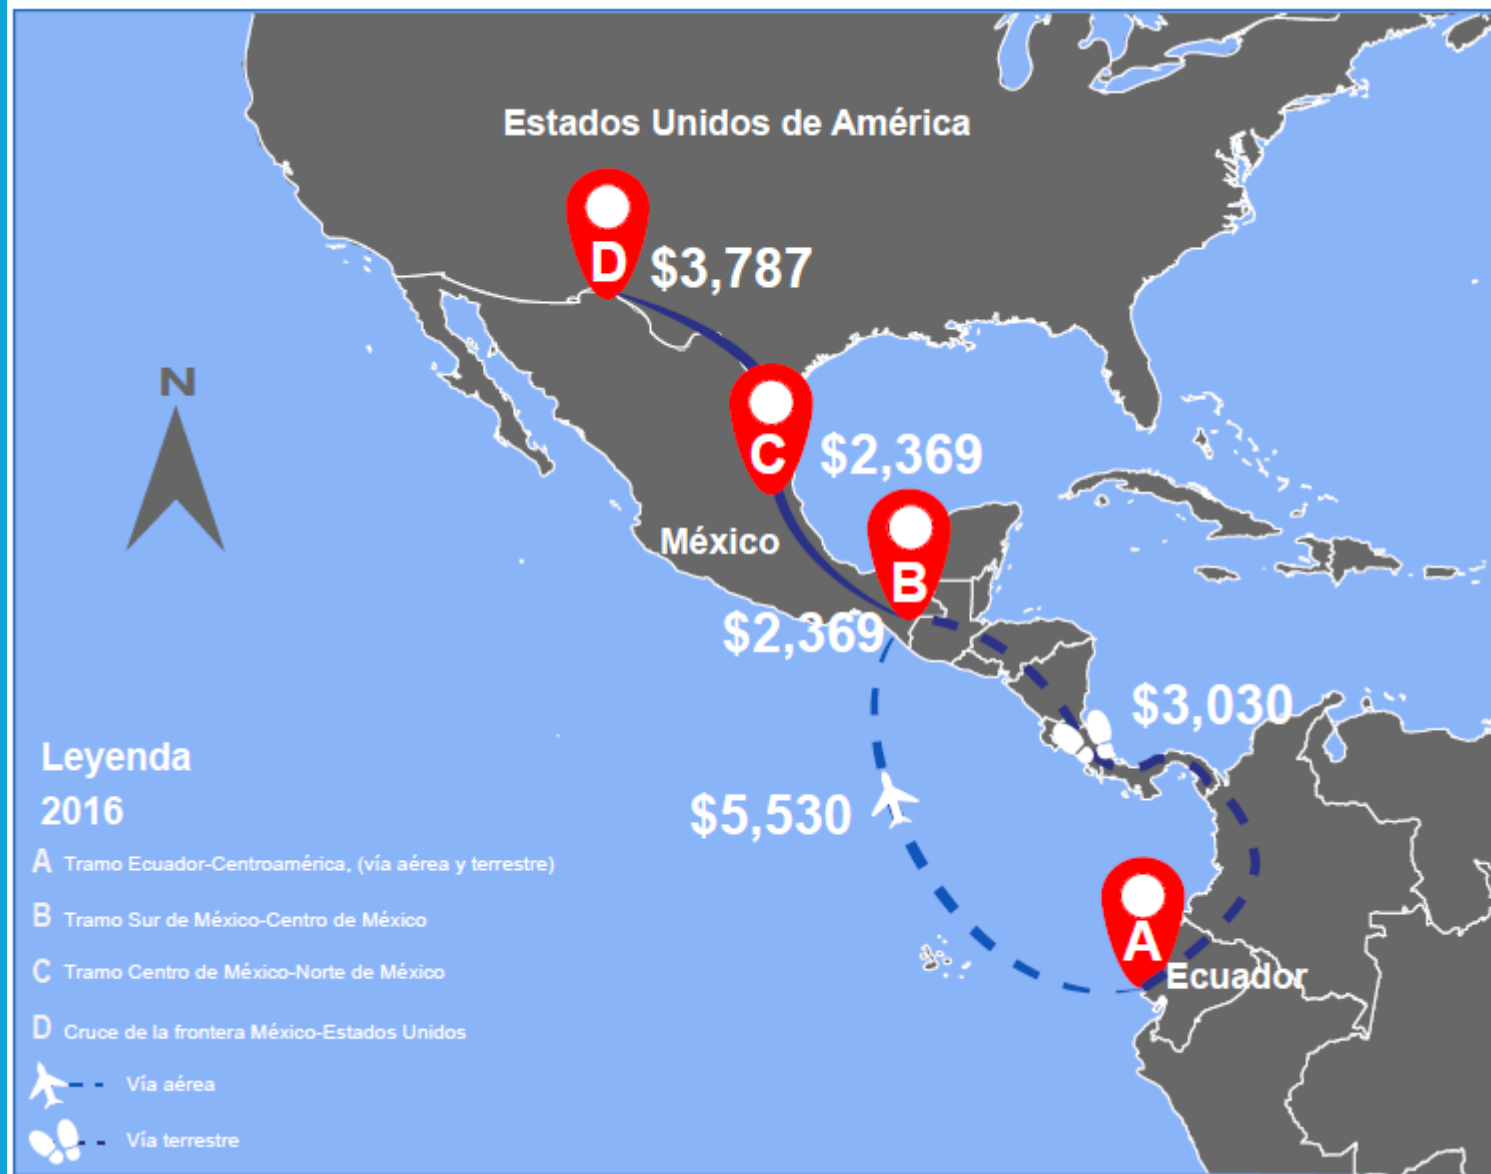 Estados Unidos de América
D
$3,787
N
C
$2,369
México
B
$2,369
$3,030
$5,530
A
Ecuador
Leyenda
2016
A Tramo Ecuador-Centroamérica, (vía aérea y terrestre)
B Tramo Sur de México-Centro de México
C Tramo Centro de México-Norte de México
D Cruce de la frontera México-Estados Unidos
Vía aérea
Vía terrestre